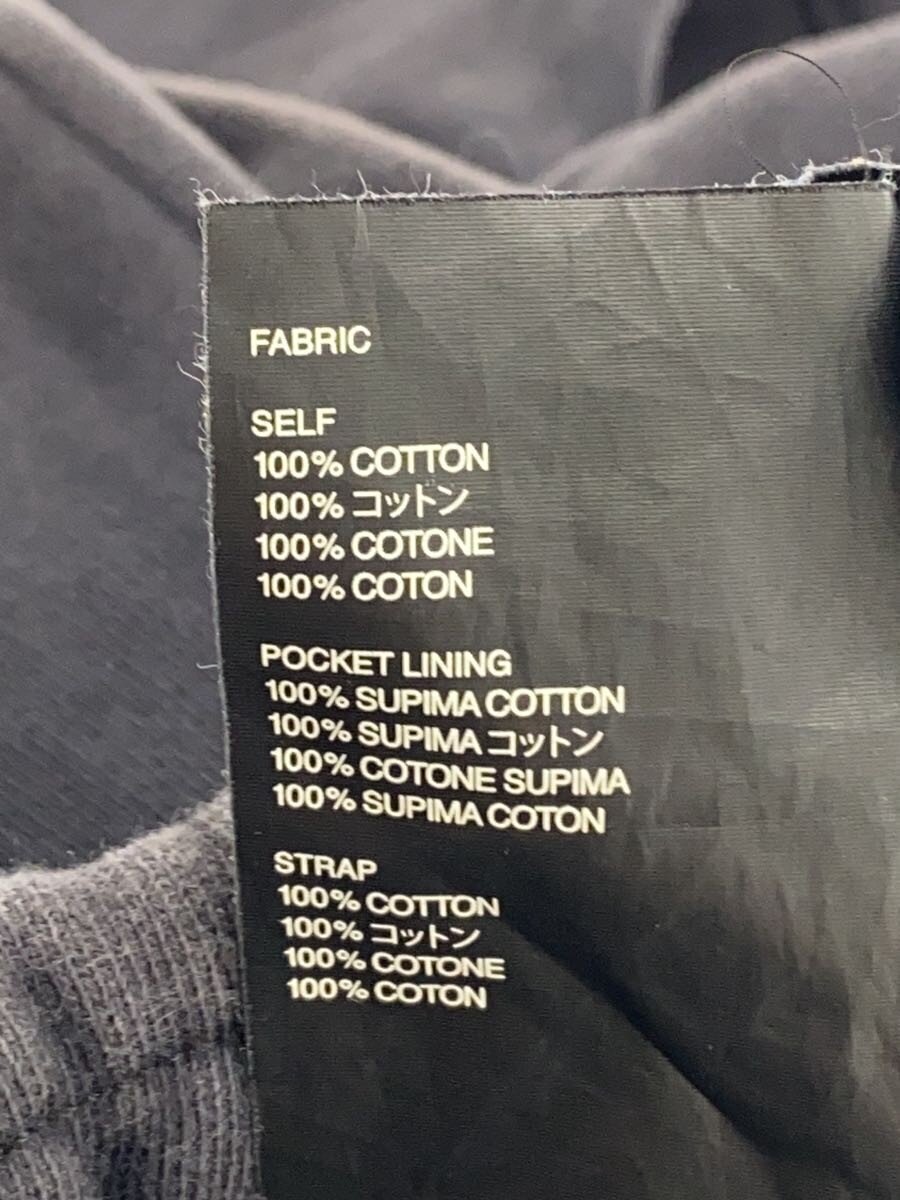 FABRIC
SELF
100% COTTON
100% コットン
100% COTONE
100% COTON
POCKET LINING
100% SUPIMA COTTON
100% SUPIMA コットン
100% COTONE SUPIMA
100% SUPIMA COTON
STRAP
100% COTTON
100% コットン
100% COTONE
100% COTON